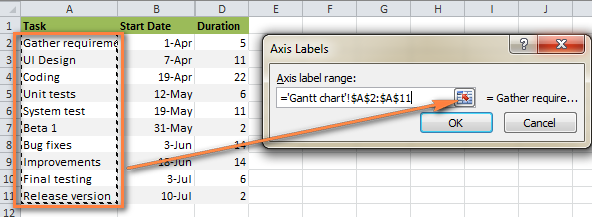 A B D E F G H I J K
1 Task Start Date Duration
2 Gather requireme 1-Apr 5
3 UI Design 7-Apr 11
4 Coding 19-Apr 22
5 Unit tests 12-May 6
6 System test 19-May 11
7 Beta 1 31-May 2
8 Bug fixes 3-Jun 14
9 Improvements 18-Jun 14
10 Final testing 3-Jul 6
11 Release version 10-Jul 2
12
Axis Labels
Axis label range:
='Gantt chart'!$A$2:$A$11 = Gather require...
OK Cancel